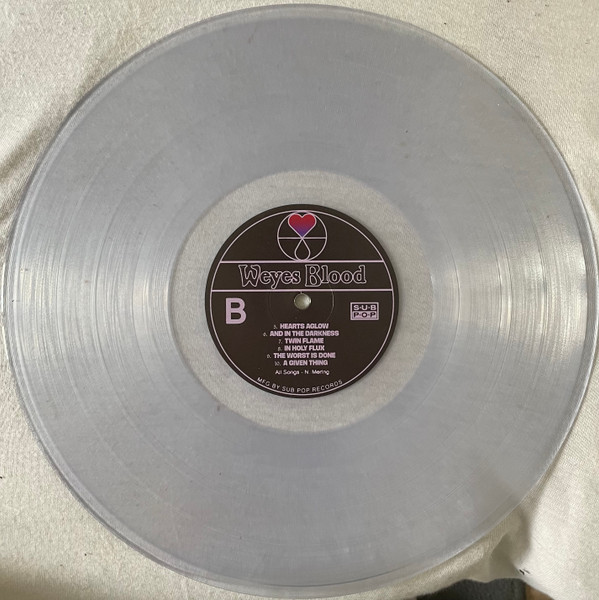 Weyes Blood
B
SUB
POP
5. HEARTS AGLOW
6. AND IN THE DARKNESS
7. TWIN FLAME
8. IN HOLY FLUX
9. THE WORST IS DONE
10. A GIVEN THING
All Songs - N. Mering
MFG BY SUB POP RECORDS